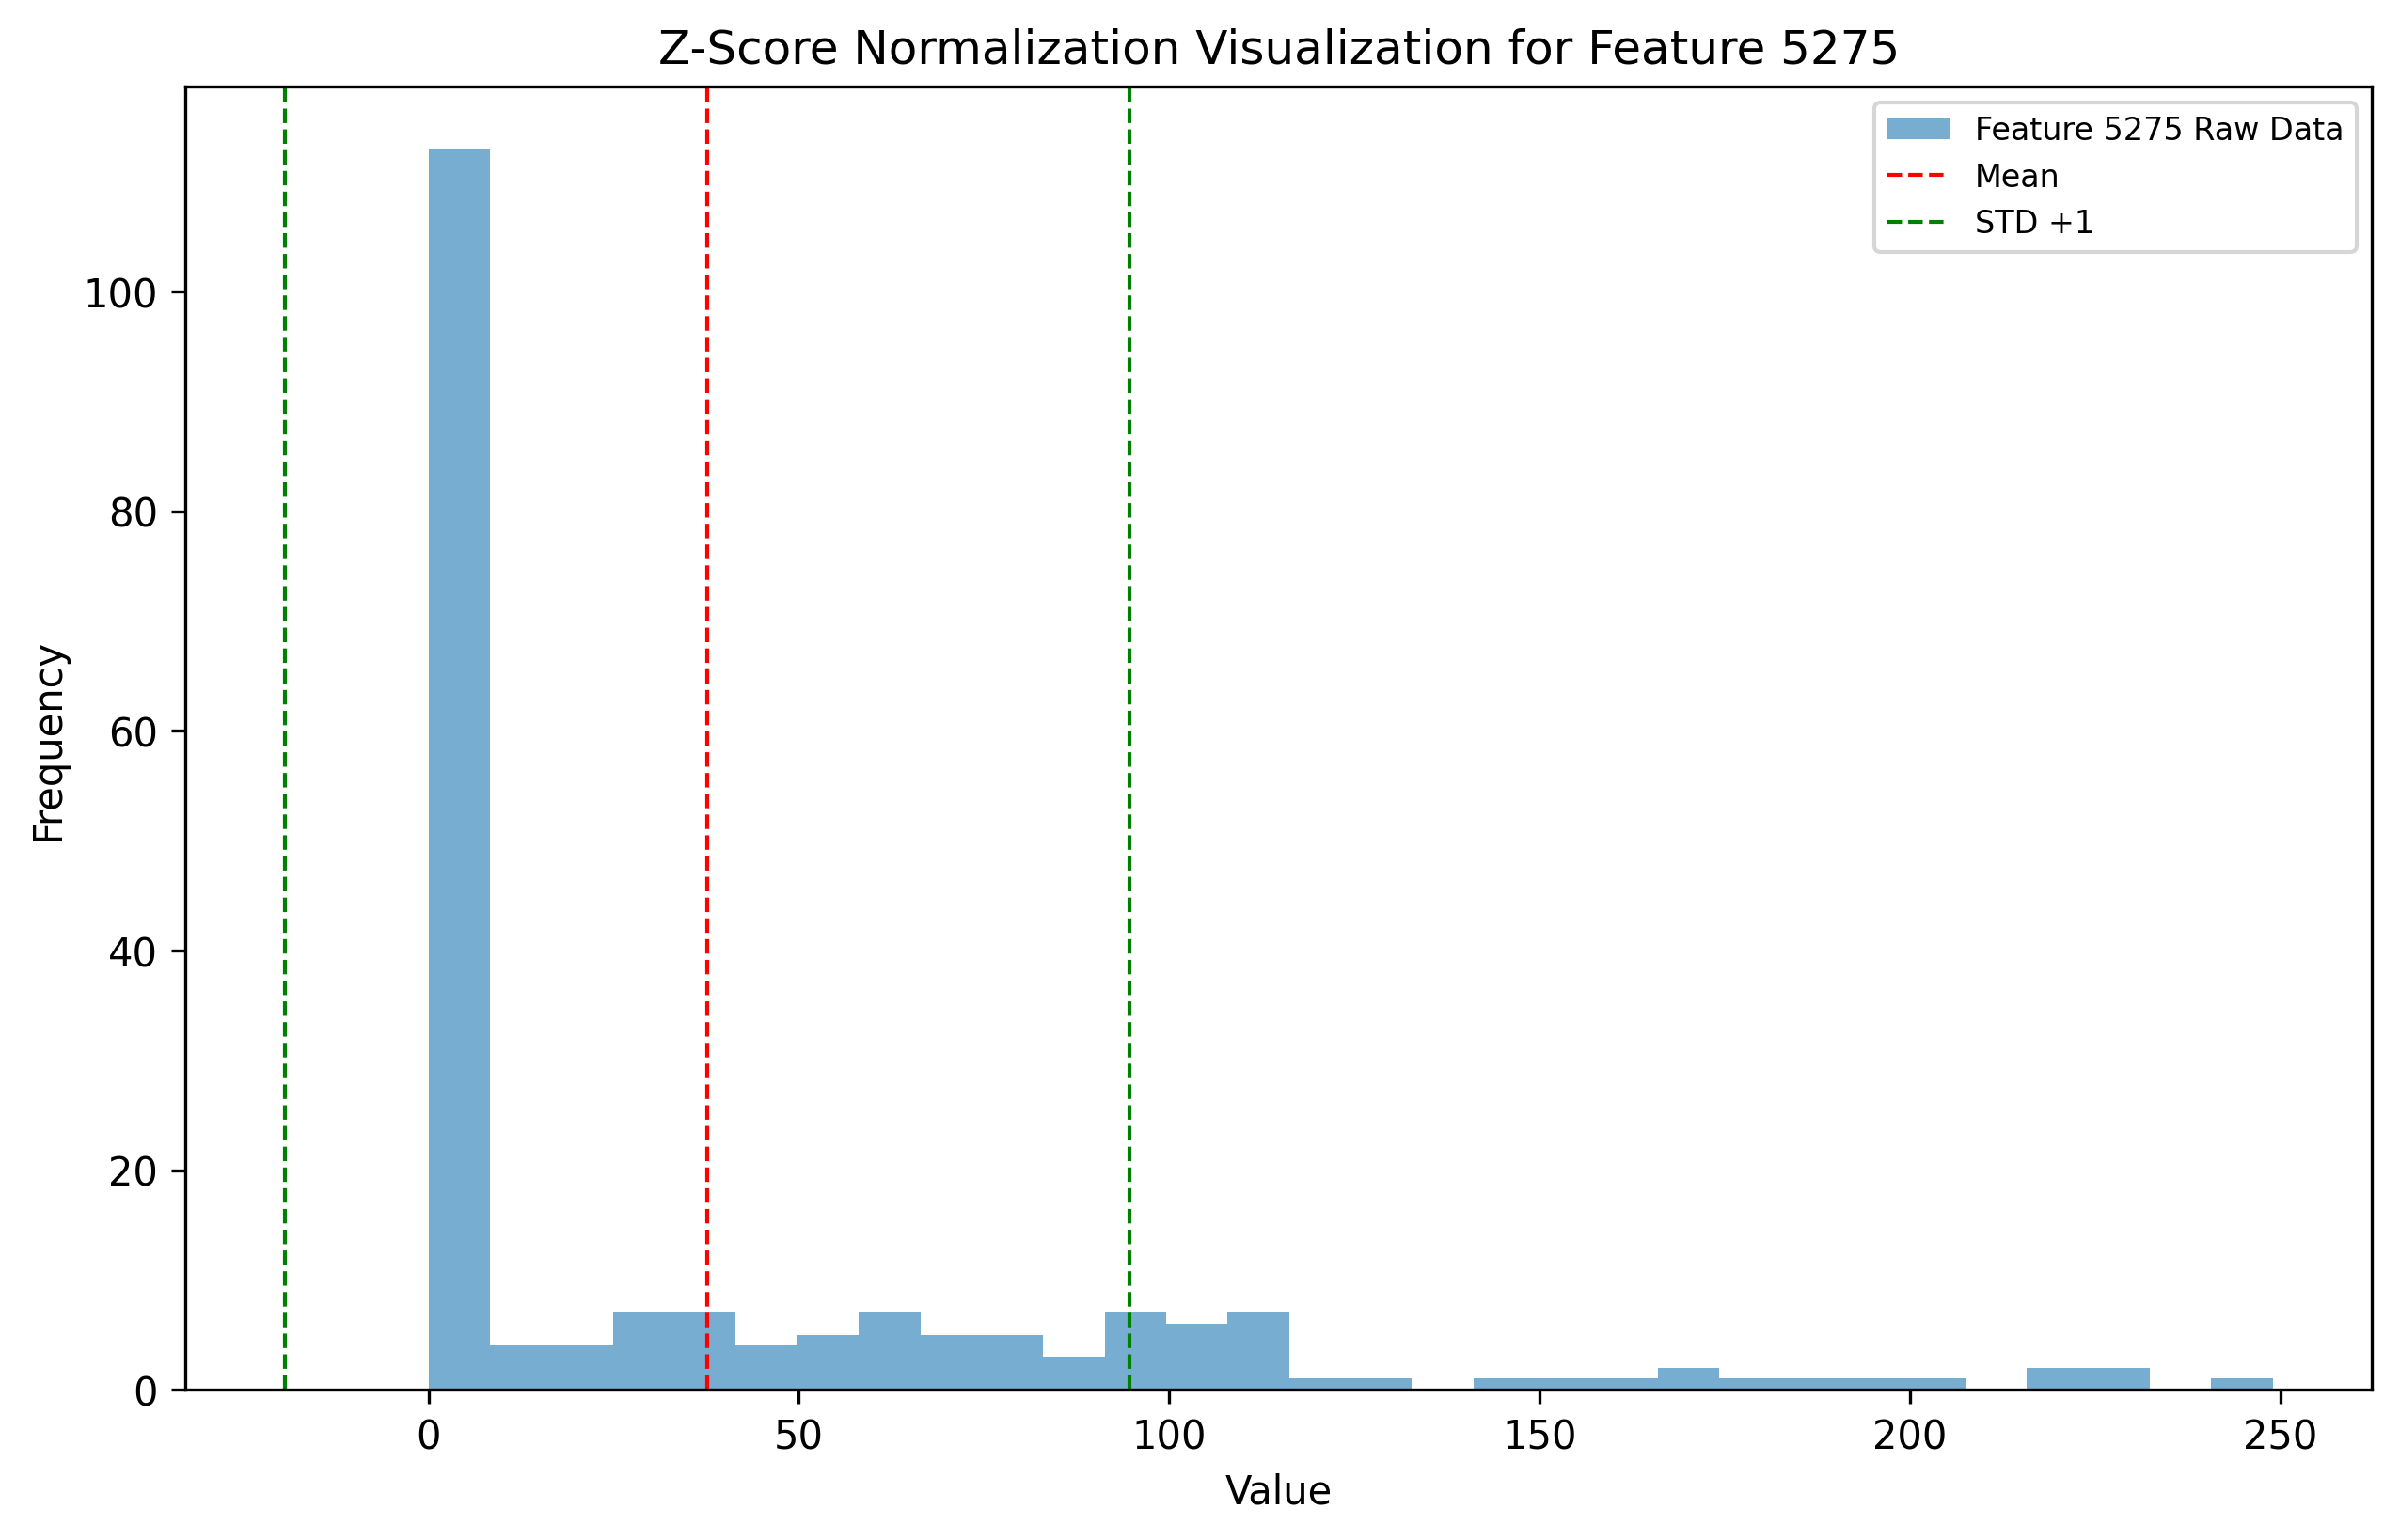 Z-Score Normalization Visualization for Feature 5275
Feature 5275 Raw Data
Mean
STD +1
Frequency
100
80
60
40
20
0
0
50
100
150
200
250
Value